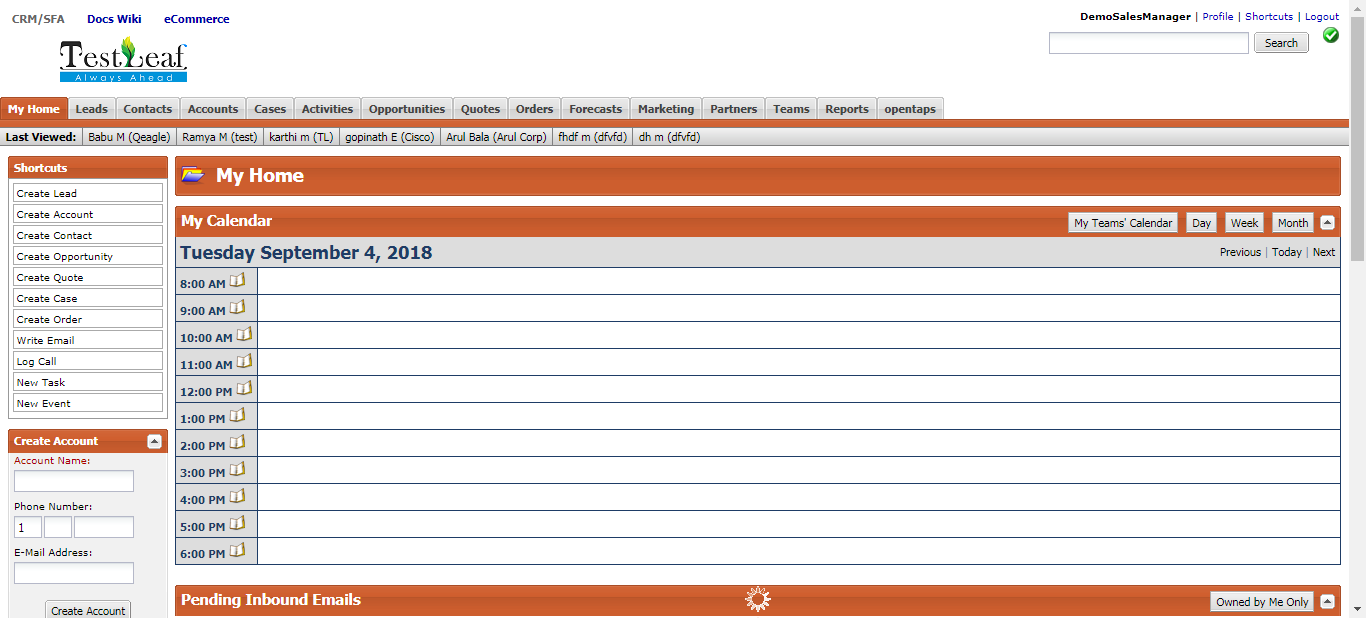 CRM/SFA Docs Wiki eCommerce
DemoSalesManager | Profile | Shortcuts | Logout
Search
TestLeaf
Always Ahead
My Home Leads Contacts Accounts Cases Activities Opportunities Quotes Orders Forecasts Marketing Partners Teams Reports opentaps
Last Viewed: Babu M (Qeagle) Ramya M (test) karthi m (TL) gopinath E (Cisco) Arul Bala (Arul Corp) fhdf m (dfvfd) dh m (dfvfd)
Shortcuts
Create Lead
Create Account
Create Contact
Create Opportunity
Create Quote
Create Case
Create Order
Write Email
Log Call
New Task
New Event
Create Account
Account Name:
Phone Number:
1
E-Mail Address:
Create Account
My Home
My Calendar
My Teams' Calendar Day Week Month
Tuesday September 4, 2018
Previous | Today | Next
8:00 AM
9:00 AM
10:00 AM
11:00 AM
12:00 PM
1:00 PM
2:00 PM
3:00 PM
4:00 PM
5:00 PM
6:00 PM
Pending Inbound Emails
Owned by Me Only